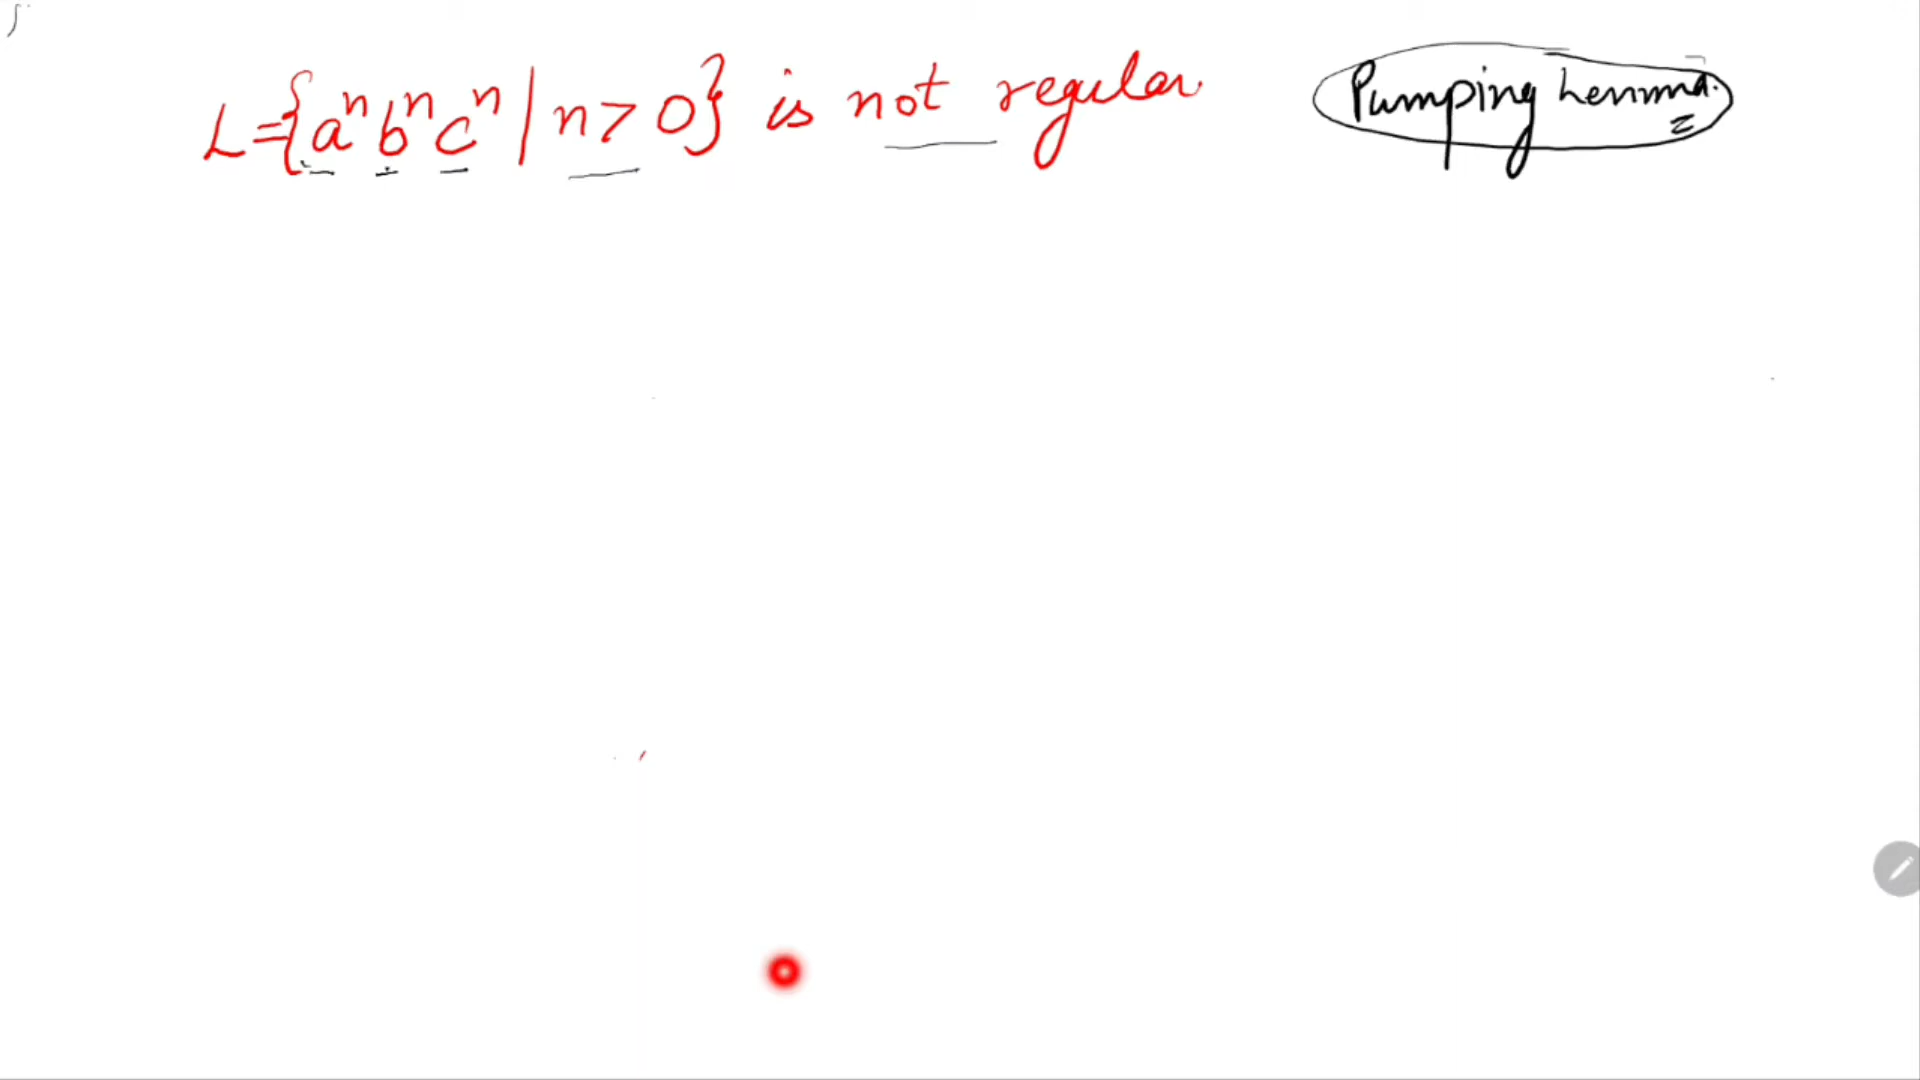 L={aⁿbⁿcⁿ | n>0} is not regular. Pumping Lemma.